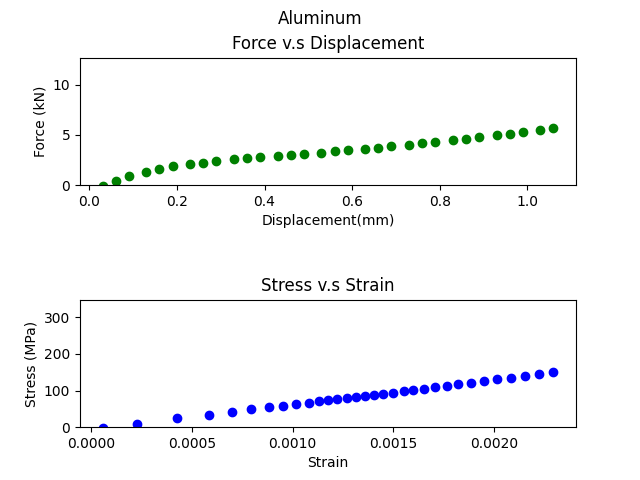 Aluminum
Force v.s Displacement
Force (kN)
10
5
0
0.0 0.2 0.4 0.6 0.8 1.0
Displacement(mm)
Stress v.s Strain
Stress (MPa)
300
200
100
0
0.0000 0.0005 0.0010 0.0015 0.0020
Strain